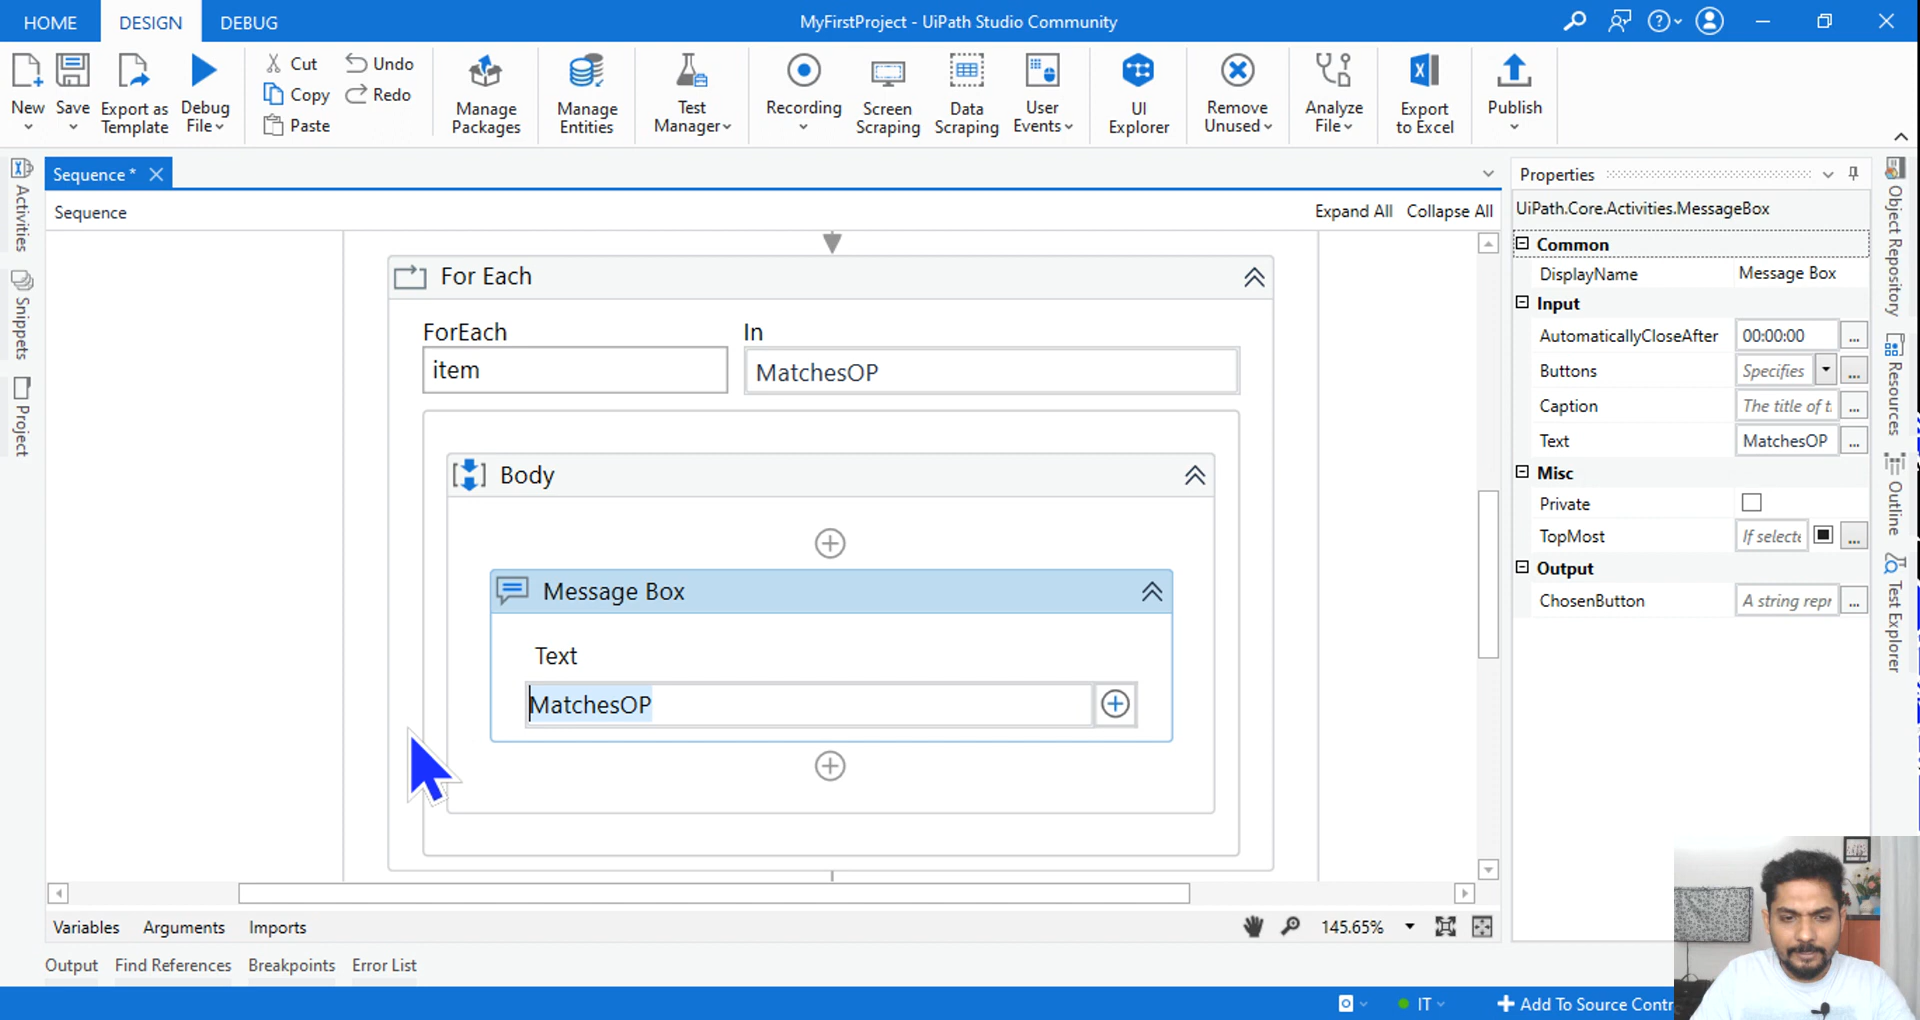 HOME DESIGN DEBUG MyFirstProject - UiPath Studio Community
New Save Export as Template Debug File
Cut Copy Paste Undo Redo
Manage Packages Manage Entities Test Manager Recording Screen Scraping Data Scraping User Events UI Explorer Remove Unused Analyze File Export to Excel Publish
Activities
Snippets
Project
Sequence *
Sequence Expand All Collapse All
For Each
ForEach In
item MatchesOP
Body
Message Box
Text
MatchesOP
Variables Arguments Imports 145.65%
Output Find References Breakpoints Error List
Properties
UiPath.Core.Activities.MessageBox
Common
DisplayName Message Box
Input
AutomaticallyCloseAfter 00:00:00 ...
Buttons Specifies ...
Caption The title of t ...
Text MatchesOP ...
Misc
Private
TopMost If selecte ...
Output
ChosenButton A string repr ...
Object Repository
Resources
Outline
Test Explorer
IT Add To Source Contr